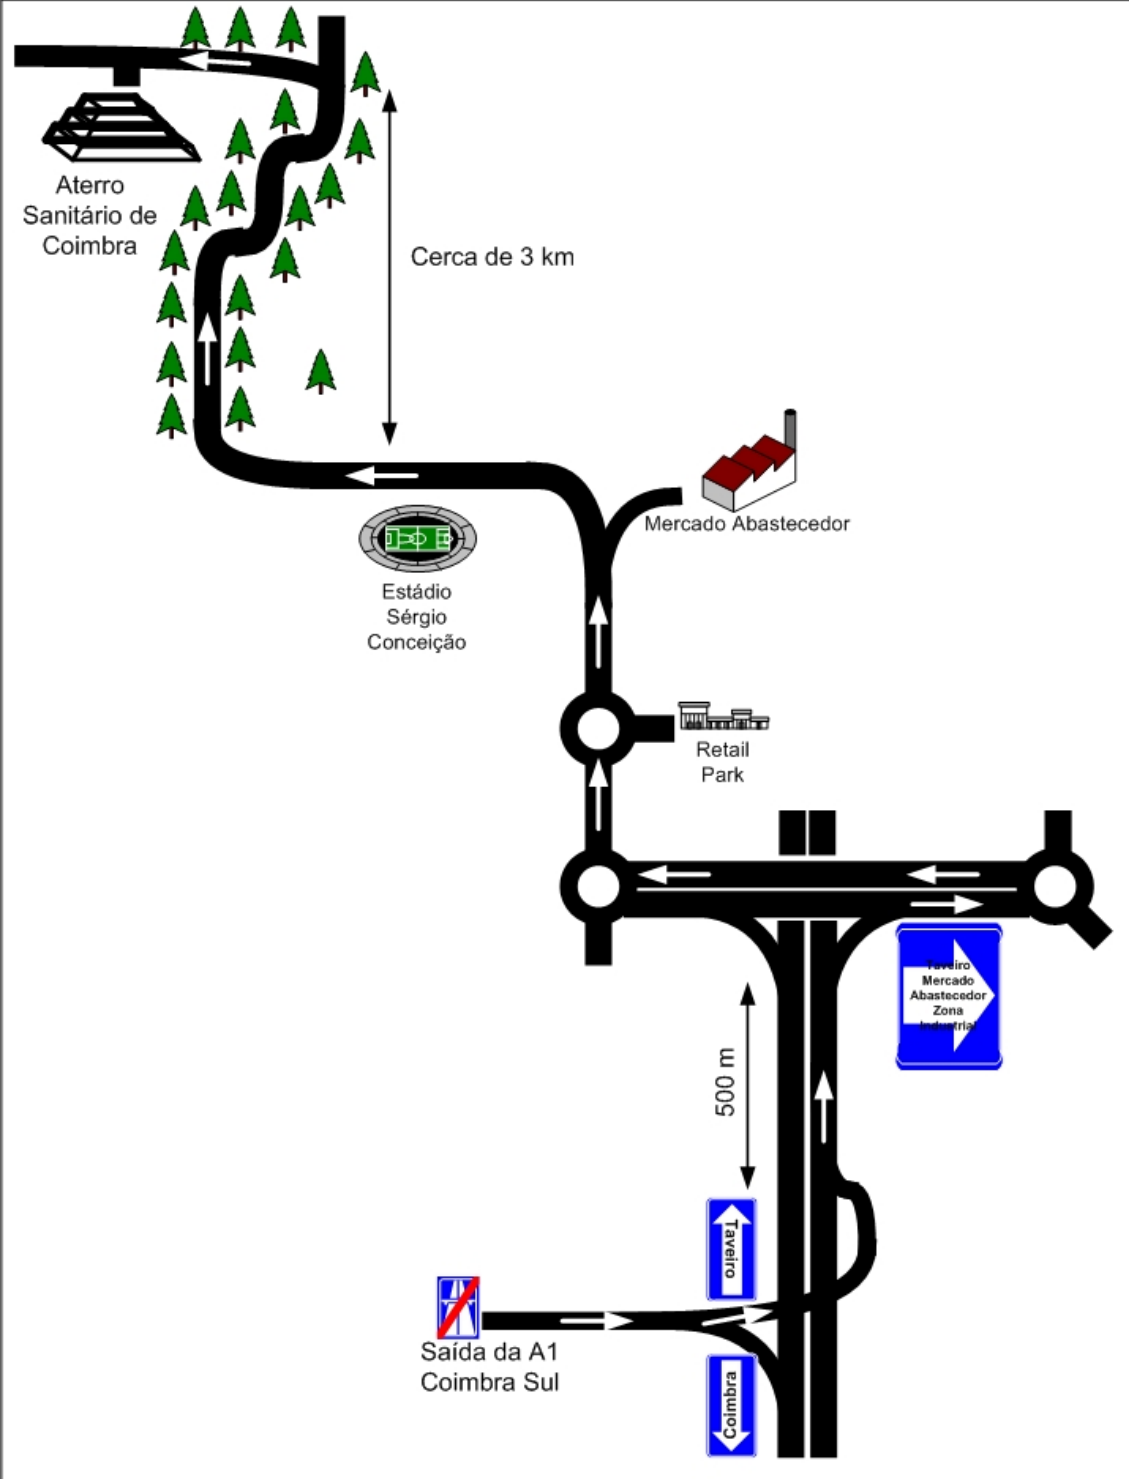 Aterro
Sanitário de
Coimbra
Cerca de 3 km
Mercado Abastecedor
Estádio
Sérgio
Conceição
Retail
Park
Taveiro
Mercado
Abastecedor
Zona
Industrial
500 m
Taveiro
Saída da A1
Coimbra Sul
Coimbra